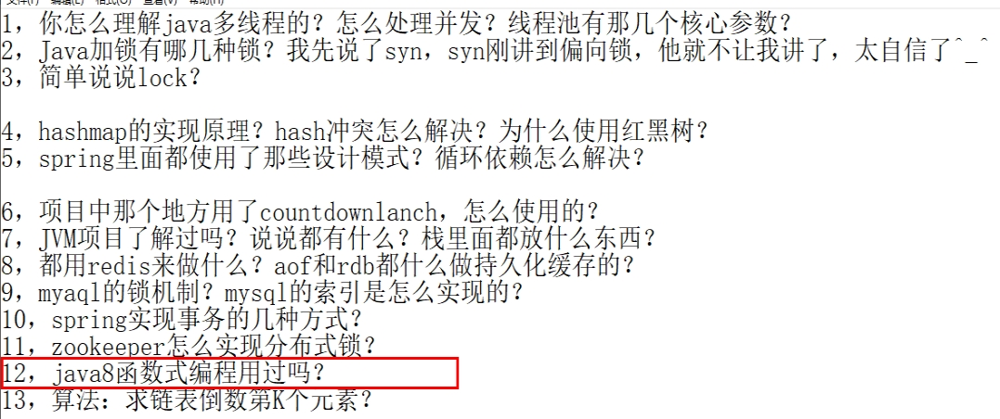 文件(F) 编辑(E) 格式(O) 查看(V) 帮助(H)
1，你怎么理解java多线程的？怎么处理并发？线程池有那几个核心参数？
2，Java加锁有哪几种锁？我先说了syn，syn刚讲到偏向锁，他就不让我讲了，太自信了^_^
3，简单说说lock？
4，hashmap的实现原理？hash冲突怎么解决？为什么使用红黑树？
5，spring里面都使用了那些设计模式？循环依赖怎么解决？
6，项目中那个地方用了countdownlanch，怎么使用的？
7，JVM项目了解过吗？说说都有什么？栈里面都放什么东西？
8，都用redis来做什么？aof和rdb都什么做持久化缓存的？
9，myaql的锁机制？mysql的索引是怎么实现的？
10，spring实现事务的几种方式？
11，zookeeper怎么实现分布式锁？
12，java8函数式编程用过吗？
13，算法：求链表倒数第K个元素？